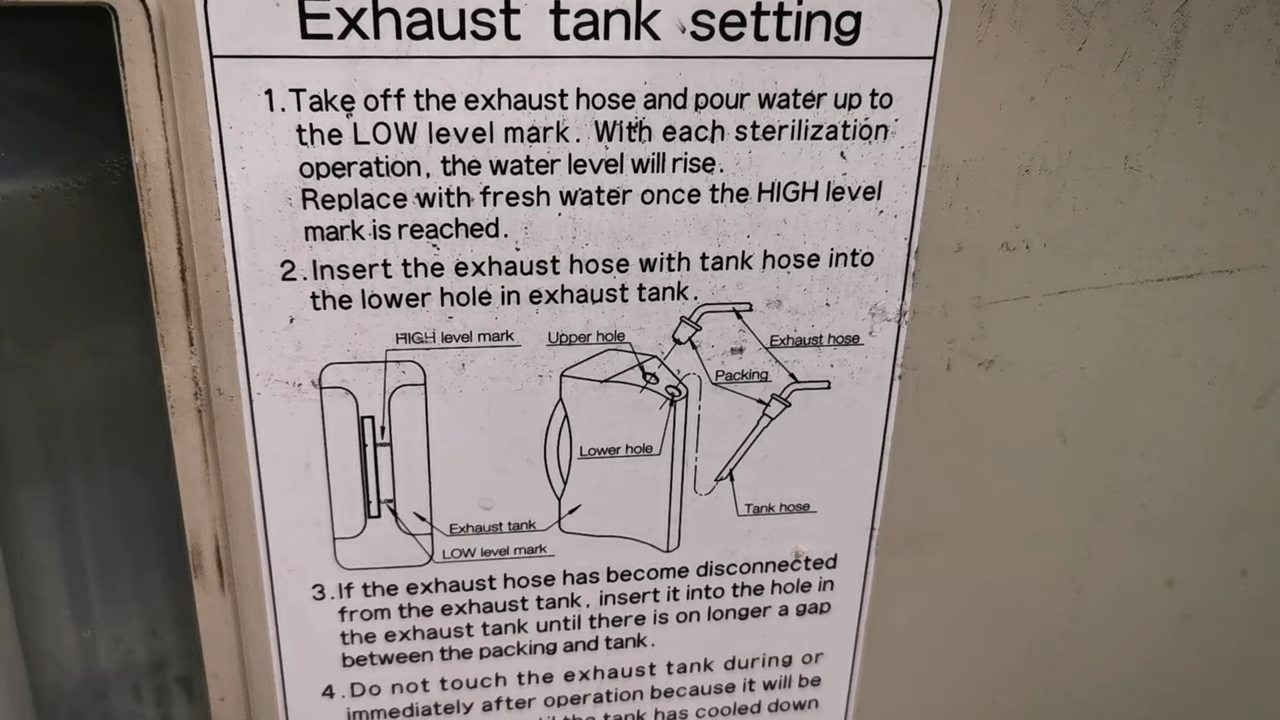 Exhaust tank setting
1.Take off the exhaust hose and pour water up to
the LOW level mark. With each sterilization
operation, the water level will rise.
Replace with fresh water once the HIGH level
mark is reached.
2.Insert the exhaust hose with tank hose into
the lower hole in exhaust tank.
HIGH level mark
Upper hole
Exhaust hose
Packing
Lower hole
Tank hose
Exhaust tank
LOW level mark
3.If the exhaust hose has become disconnected
from the exhaust tank, insert it into the hole in
the exhaust tank until there is on longer a gap
between the packing and tank.
4.Do not touch the exhaust tank during or
immediately after operation because it will be
the tank has cooled down